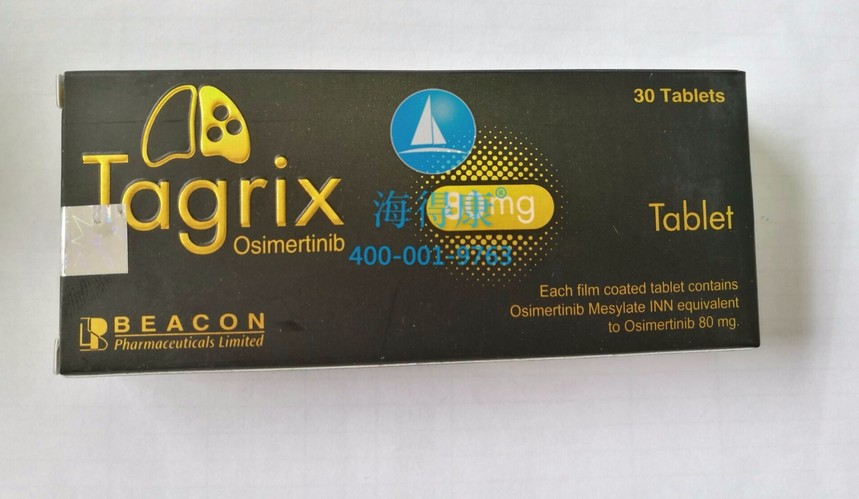 30 Tablets
Tagrix
Osimertinib
海得康®
mg
400-001-9763
Tablet
Each film coated tablet contains
Osimertinib Mesylate INN equivalent
to Osimertinib 80 mg.
BEACON
Pharmaceuticals Limited